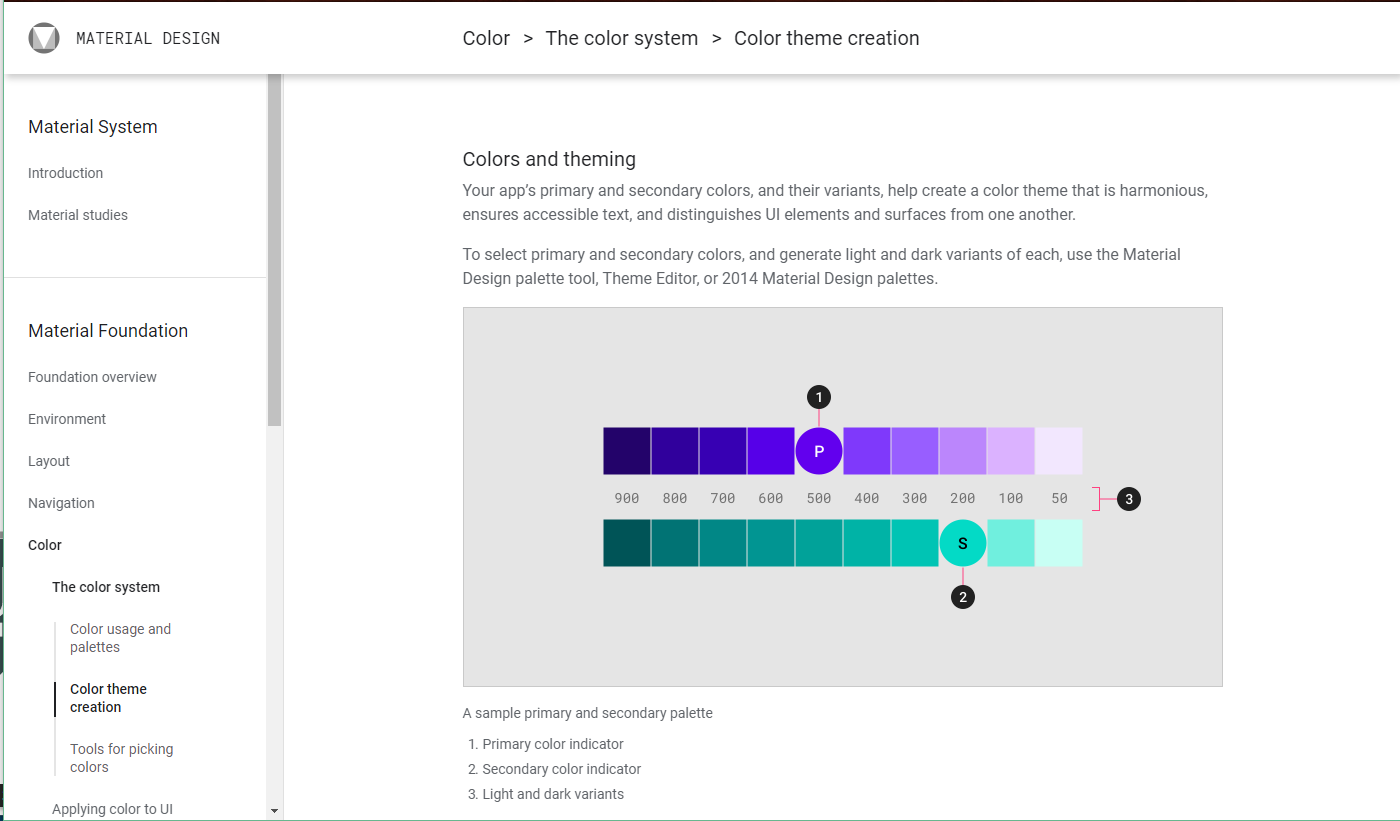 MATERIAL DESIGN
Color > The color system > Color theme creation
Material System
Introduction
Material studies
Material Foundation
Foundation overview
Environment
Layout
Navigation
Color
The color system
Color usage and
palettes
Color theme
creation
Tools for picking
colors
Applying color to UI
Colors and theming
Your app’s primary and secondary colors, and their variants, help create a color theme that is harmonious,
ensures accessible text, and distinguishes UI elements and surfaces from one another.
To select primary and secondary colors, and generate light and dark variants of each, use the Material
Design palette tool, Theme Editor, or 2014 Material Design palettes.
1
P
900 800 700 600 500 400 300 200 100 50
3
S
2
A sample primary and secondary palette
1. Primary color indicator
2. Secondary color indicator
3. Light and dark variants